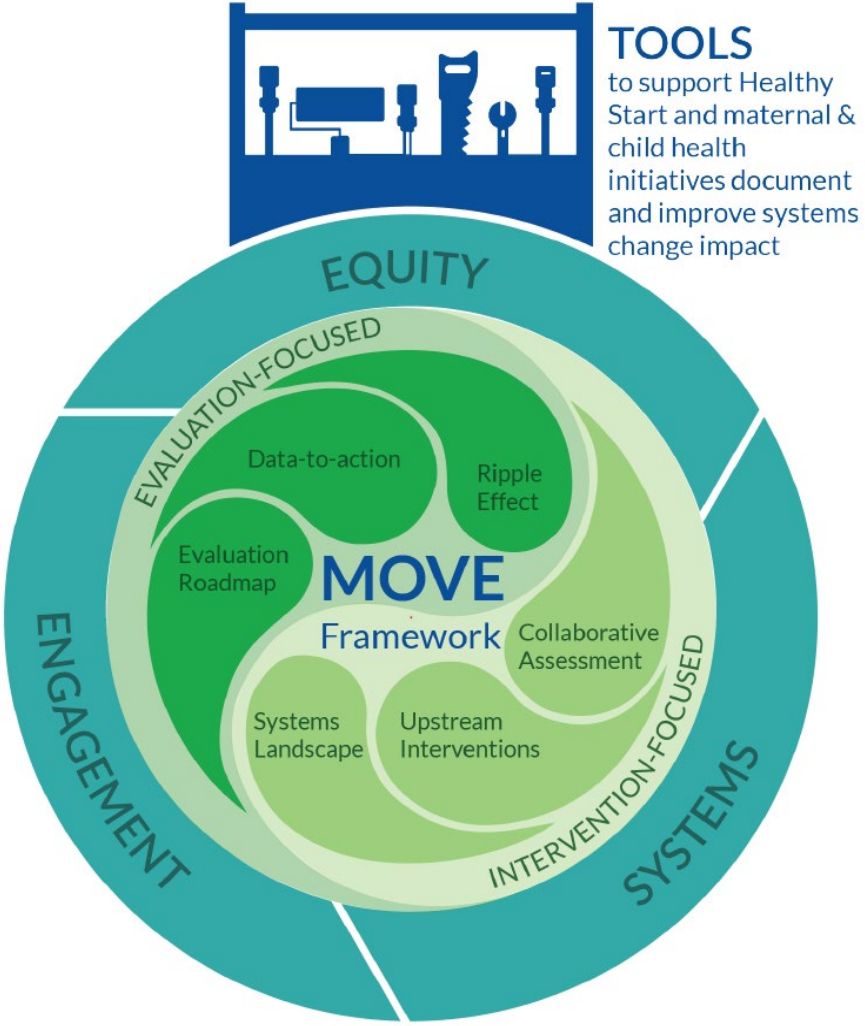 TOOLS
to support Healthy
Start and maternal &
child health
initiatives document
and improve systems
change impact
EQUITY
EVALUATION-FOCUSED
Data-to-action
Ripple
Effect
Evaluation
Roadmap
MOVE
Framework
Collaborative
Assessment
Systems
Landscape
Upstream
Interventions
INTERVENTION-FOCUSED
ENGAGEMENT
SYSTEMS